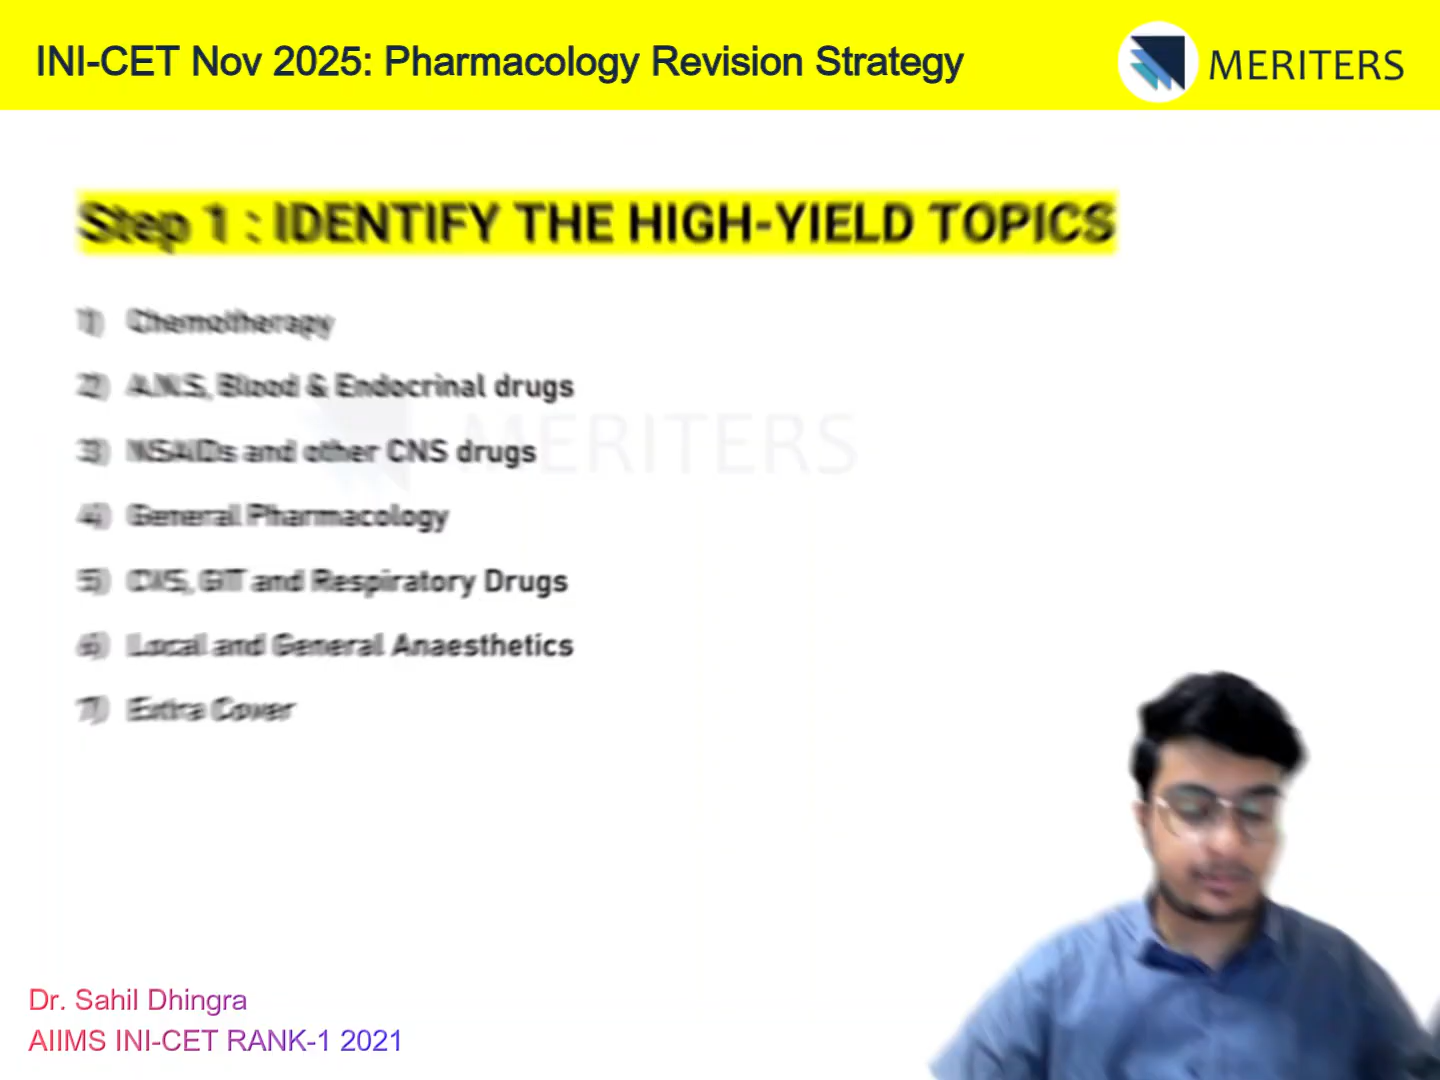 INI-CET Nov 2025: Pharmacology Revision Strategy
MERITERS
Step 1 : IDENTIFY THE HIGH-YIELD TOPICS
1) Chemotherapy
2) A.N.S, Blood & Endocrinal drugs
3) NSAIDs and other CNS drugs
MERITERS
4) General Pharmacology
5) CVS, GIT and Respiratory Drugs
6) Local and General Anaesthetics
7) Extra Cover
Dr. Sahil Dhingra
AIIMS INI-CET RANK-1 2021